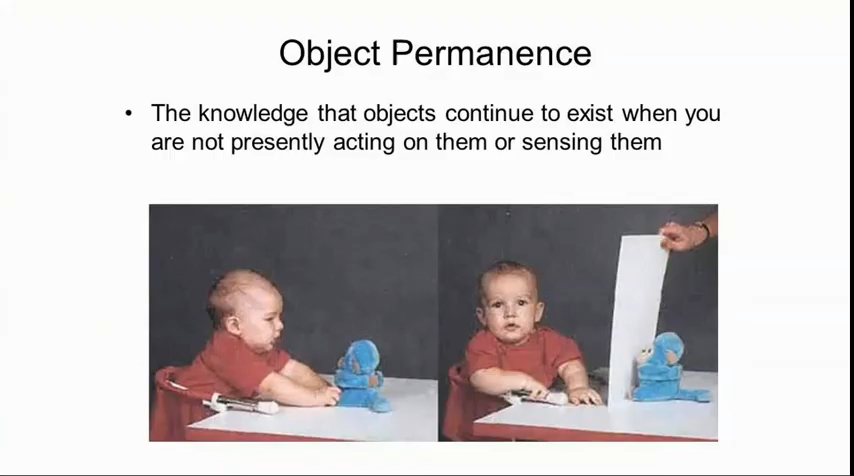 Object Permanence
• The knowledge that objects continue to exist when you
are not presently acting on them or sensing them